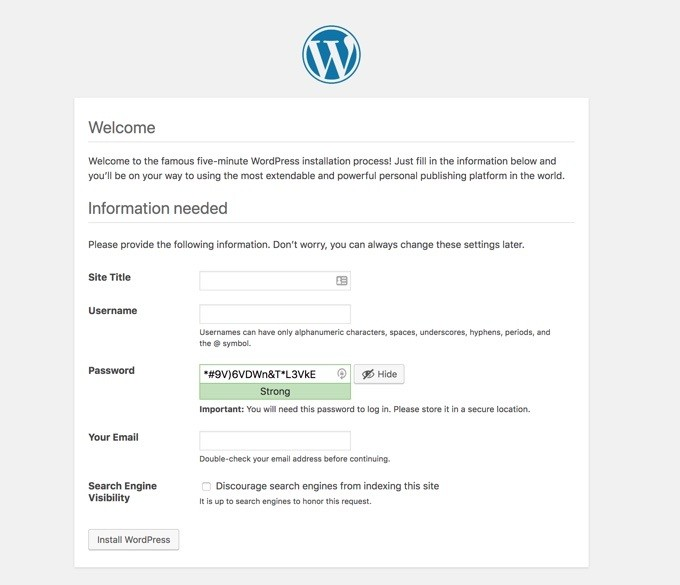 Welcome
Welcome to the famous five-minute WordPress installation process! Just fill in the information below and
you'll be on your way to using the most extendable and powerful personal publishing platform in the world.
Information needed
Please provide the following information. Don't worry, you can always change these settings later.
Site Title
Username
Usernames can have only alphanumeric characters, spaces, underscores, hyphens, periods, and
the @ symbol.
Password
*#9V)6VDWn&T*L3VkE
Hide
Strong
Important: You will need this password to log in. Please store it in a secure location.
Your Email
Double-check your email address before continuing.
Search Engine
Visibility
Discourage search engines from indexing this site
It is up to search engines to honor this request.
Install WordPress